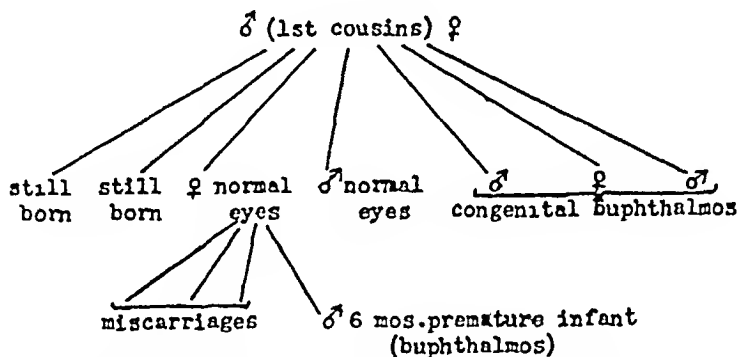 ♂ (1st cousins) ♀
still still ♀ normal ♂ normal ♂ ♀ ♂
born born eyes eyes congenital buphthalmos
miscarriages ♂ 6 mos.premature infant
(buphthalmos)